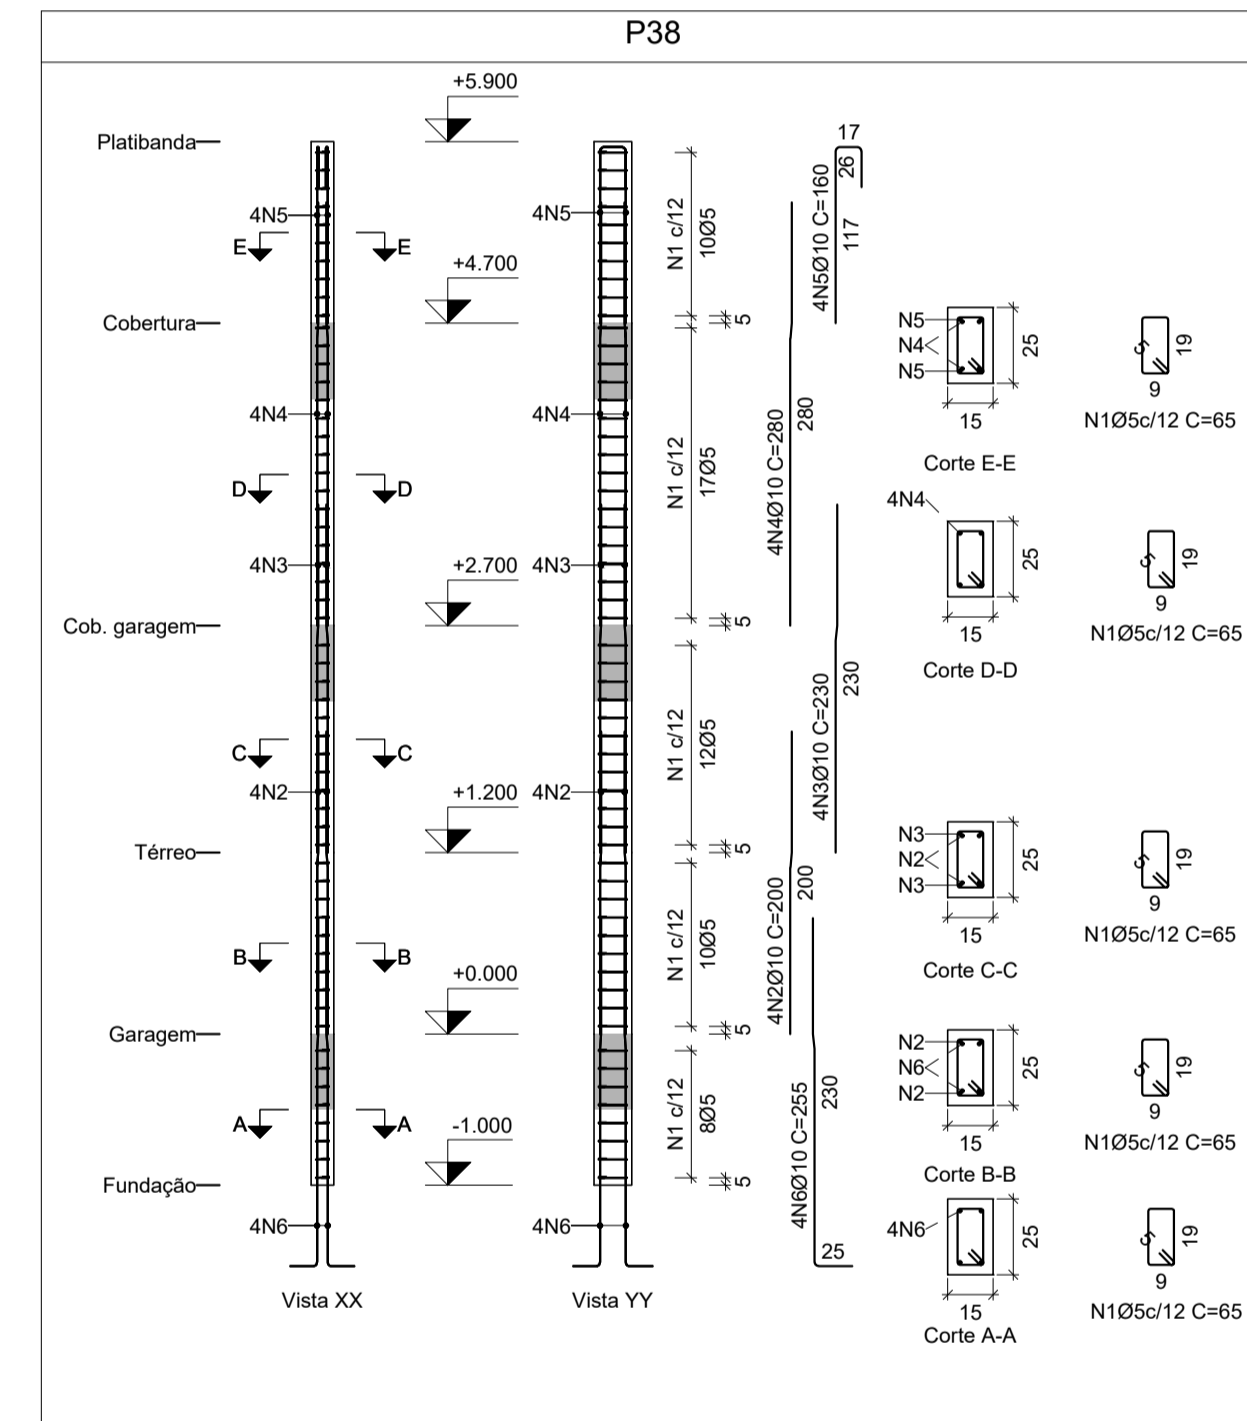 P38
+5.900
Platibanda
4N5
4N5
E
E
+4.700
Cobertura
4N4
4N4
D
D
4N3
+2.700
4N3
Cob. garagem
C
C
4N2
+1.200
4N2
Térreo
B
B
+0.000
Garagem
A
A
-1.000
Fundação
4N6
4N6
Vista XX
Vista YY
N1 c/12
10Ø5
5
N1 c/12
17Ø5
5
N1 c/12
12Ø5
5
N1 c/12
10Ø5
5
N1 c/12
8Ø5
5
17
26
4N5Ø10 C=160
117
4N4Ø10 C=280
280
4N3Ø10 C=230
230
4N2Ø10 C=200
200
4N6Ø10 C=255
230
25
N5
N4
N5
25
15
Corte E-E
5
19
9
N1Ø5c/12 C=65
4N4
25
15
Corte D-D
5
19
9
N1Ø5c/12 C=65
N3
N2
N3
25
15
Corte C-C
5
19
9
N1Ø5c/12 C=65
N2
N6
N2
25
15
Corte B-B
5
19
9
N1Ø5c/12 C=65
4N6
25
15
Corte A-A
5
19
9
N1Ø5c/12 C=65